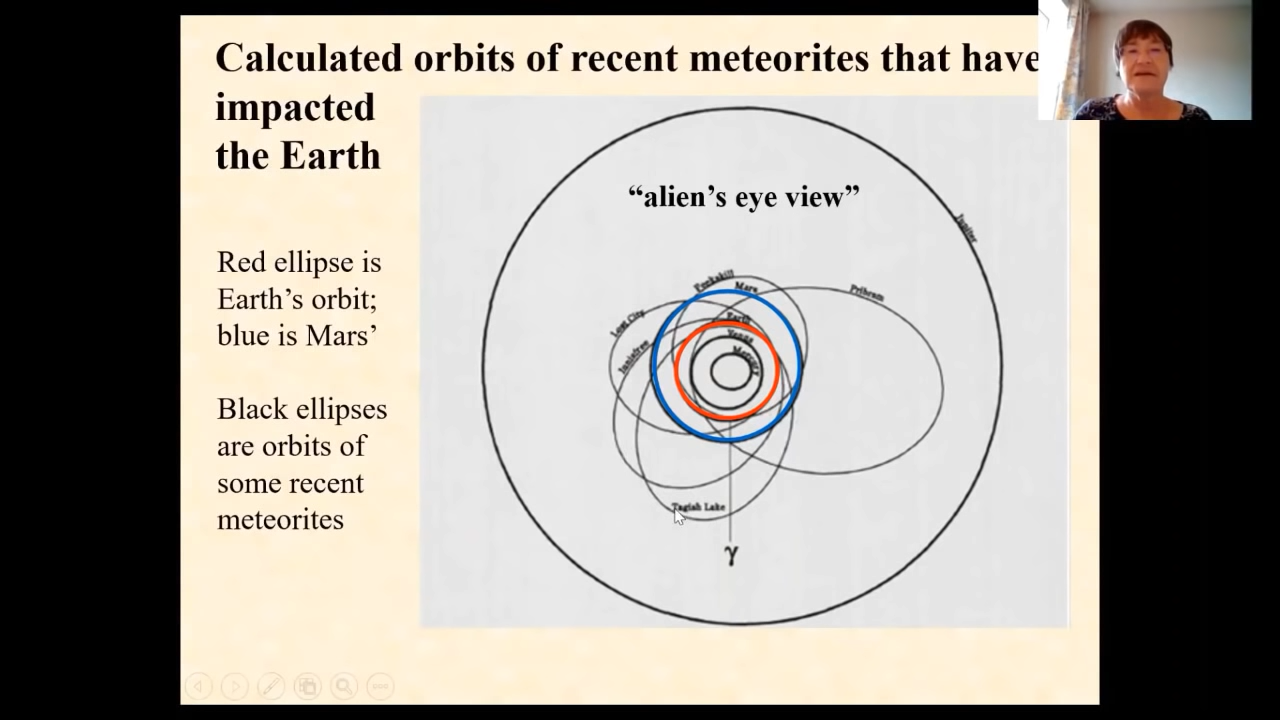 Calculated orbits of recent meteorites that have
impacted
the Earth
“alien’s eye view”
Jupiter
Peekskill
Mars
Pribram
Lost City
Earth
Venus
Innisfree
Mercury
Red ellipse is
Earth’s orbit;
blue is Mars’
Black ellipses
are orbits of
some recent
meteorites
Tagish Lake
γ